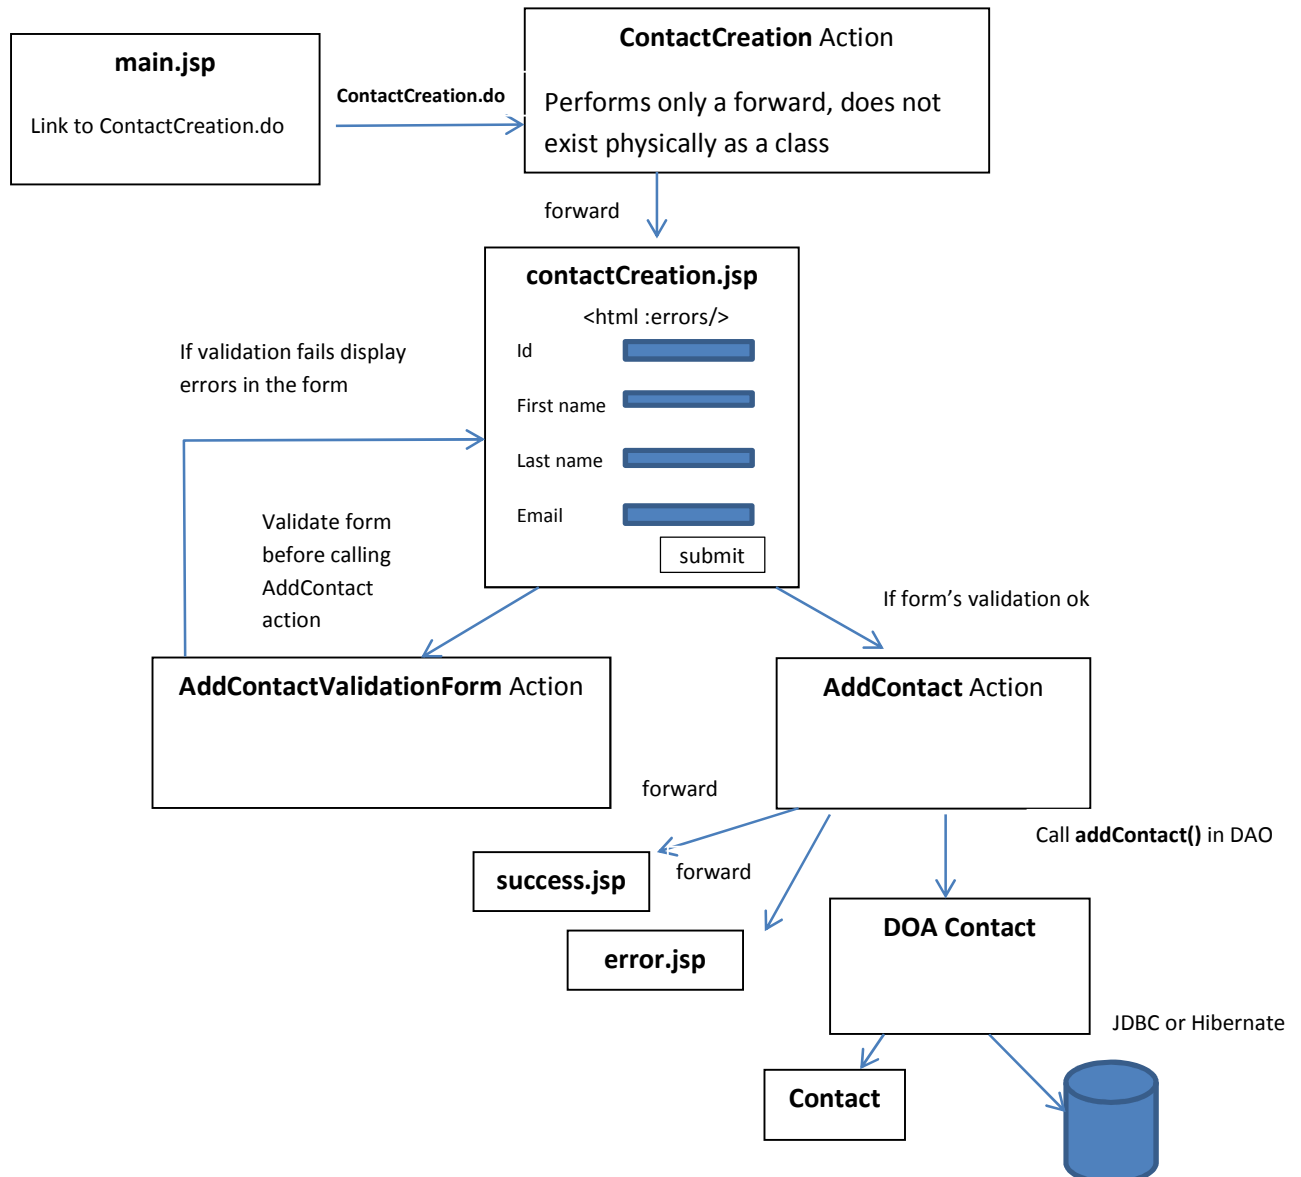 main.jsp
Link to ContactCreation.do
ContactCreation.do
ContactCreation Action
Performs only a forward, does not
exist physically as a class
forward
contactCreation.jsp
<html :errors/>
Id
First name
Last name
Email
submit
If validation fails display
errors in the form
Validate form
before calling
AddContact
action
If form’s validation ok
AddContactValidationForm Action
AddContact Action
forward
forward
Call addContact() in DAO
success.jsp
error.jsp
DOA Contact
JDBC or Hibernate
Contact